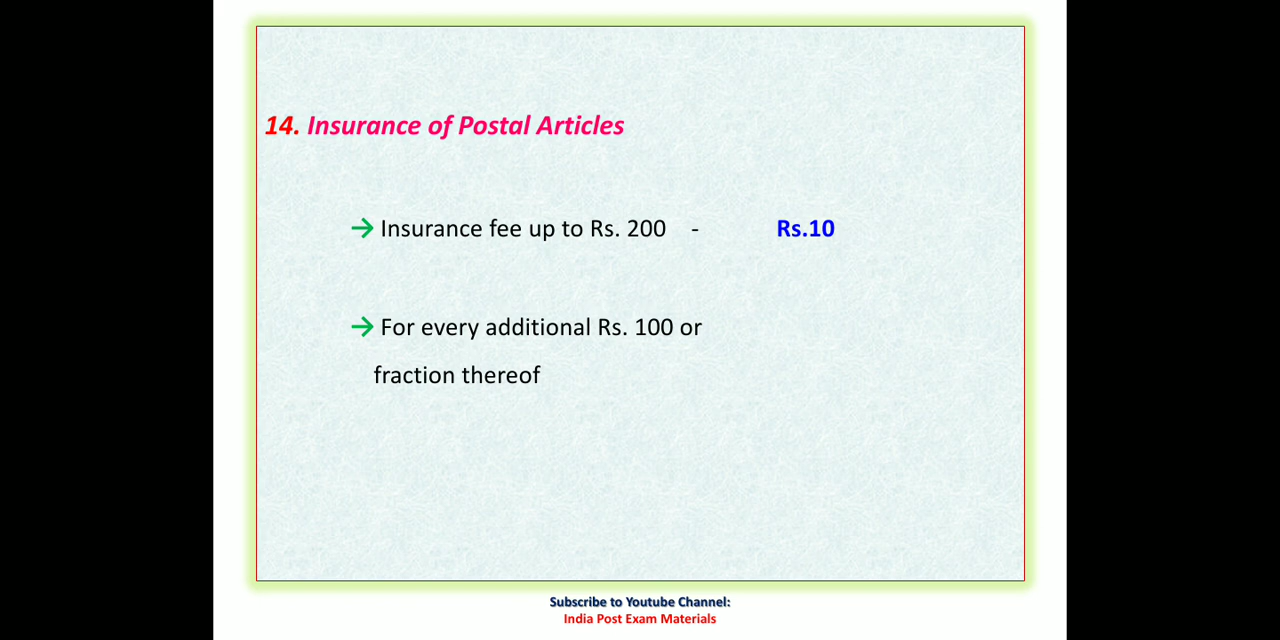 14. Insurance of Postal Articles
→ Insurance fee up to Rs. 200 - Rs.10
→ For every additional Rs. 100 or
fraction thereof
Subscribe to Youtube Channel:
India Post Exam Materials